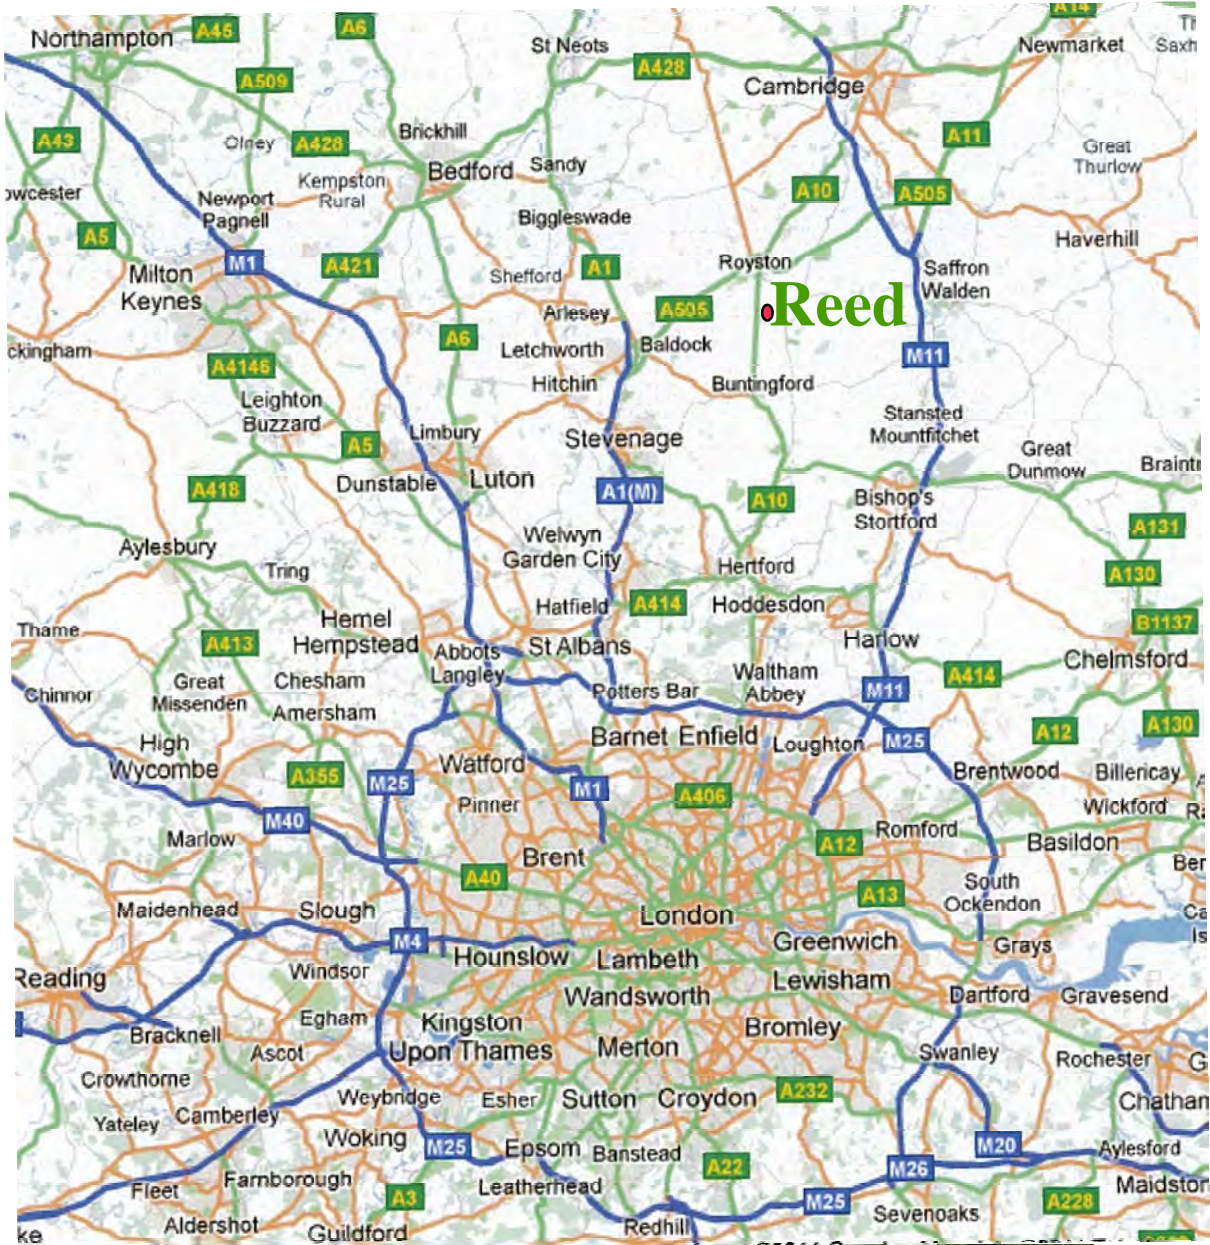 A14
Northampton
A45
A6
St Neots
Newmarket
A428
A509
Cambridge
A43
Olney
A428
Brickhill
Bedford
Sandy
A11
Great
Thurlow
Kempston
Rural
A10
A505
Newport
Pagnell
Biggleswade
A5
Haverhill
M1
A421
Shefford
A1
Royston
Saffron
Walden
Milton
Keynes
Arlesey
A505
Reed
A6
Letchworth
Baldock
M11
A4146
Hitchin
Buntingford
Leighton
Buzzard
Limbury
Stevenage
Stansted
Mountfitchet
A5
Great
Dunmow
A418
Dunstable
Luton
A1(M)
A10
Bishop's
Stortford
A131
Aylesbury
Welwyn
Garden City
Tring
Hertford
A130
Hatfield
A414
Hoddesdon
B1137
Thame
A413
Hemel
Hempstead
Abbots
Langley
St Albans
Harlow
Chelmsford
Chinnor
Great
Missenden
Chesham
Amersham
Potters Bar
Waltham
Abbey
M11
A414
High
Wycombe
Barnet
Enfield
Loughton
M25
A12
A130
A355
M25
Watford
M1
A406
Brentwood
Billericay
Pinner
Wickford
M40
Marlow
Brent
A12
Romford
Basildon
A40
A13
South
Ockendon
Maidenhead
Slough
London
M4
Hounslow
Lambeth
Greenwich
Grays
Reading
Windsor
Wandsworth
Lewisham
Dartford
Gravesend
Bracknell
Egham
Kingston
Upon Thames
Merton
Bromley
Ascot
Swanley
Rochester
Crowthorne
Weybridge
Esher
Sutton
Croydon
A232
Chatham
Yateley
Camberley
Woking
M25
Epsom
Banstead
A22
M26
M20
Aylesford
Fleet
Farnborough
A3
Leatherhead
M25
A228
Maidston
Aldershot
Guildford
Redhill
Sevenoaks